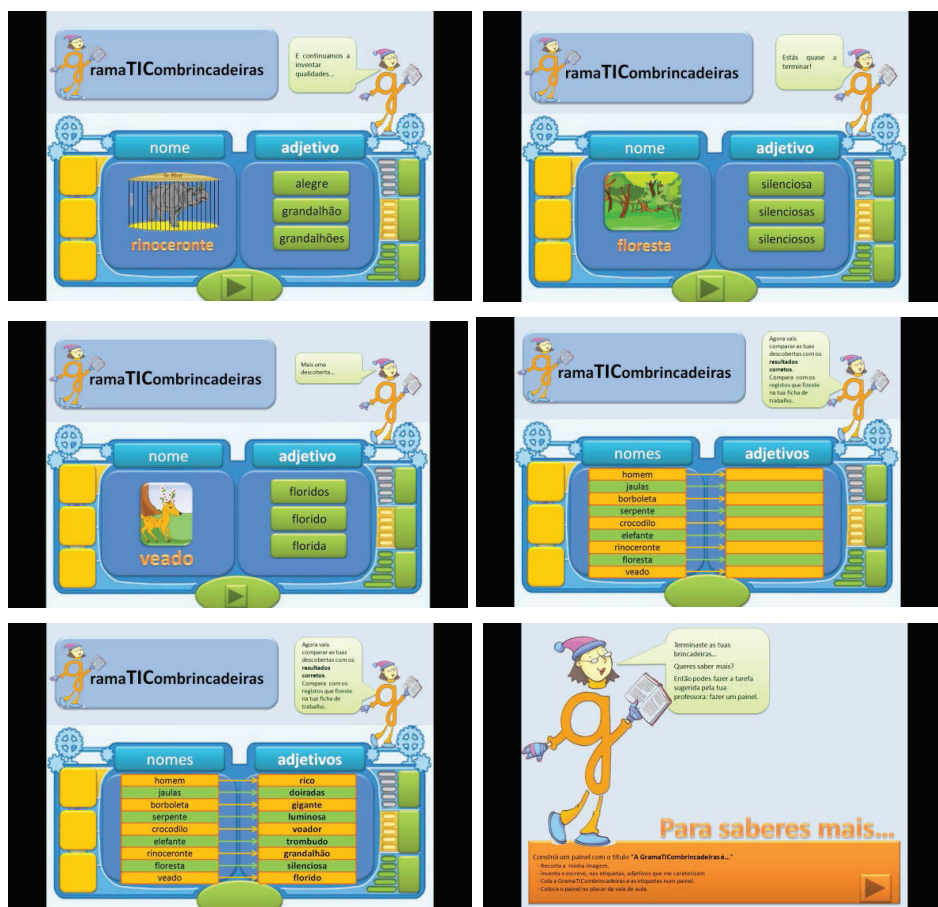 ramaTICombrincadeiras
E continuamos a
inventar
qualidades...
nome
adjetivo
rinoceronte
alegre
grandalhão
grandalhões
ramaTICombrincadeiras
Estás quase a
terminar!
nome
adjetivo
floresta
silenciosa
silenciosas
silenciosos
ramaTICombrincadeiras
Mais uma
descoberta...
nome
adjetivo
veado
floridos
florido
florida
ramaTICombrincadeiras
Agora vais
comparar as tuas
descobertas com os
resultados
corretos.
Compara com os
registos que fizeste
na tua ficha de
trabalho.
nomes
adjetivos
homem
jaulas
borboleta
serpente
crocodilo
elefante
rinoceronte
floresta
veado
ramaTICombrincadeiras
Agora vais
comparar as tuas
descobertas com os
resultados
corretos.
Compara com os
registos que fizeste
na tua ficha de
trabalho.
nomes adjetivos
homem rico
jaulas doiradas
borboleta gigante
serpente luminosa
crocodilo voador
elefante trombudo
rinoceronte grandalhão
floresta silenciosa
veado florido
Terminaste as tuas
brincadeiras...
Queres saber mais?
Então podes fazer a tarefa
sugerida pela tua
professora: fazer um painel.
Para saberes mais...
Constrói um painel com o título "A GramaTICombrincadeiras é..."
- Recorta a minha imagem.
- Inventa e escreve, nas etiquetas, adjetivos que me caraterizam
- Cola a GramaTICombrincadeiras e as etiquetas num painel.
- Coloca o painel no placar da sala de aula.